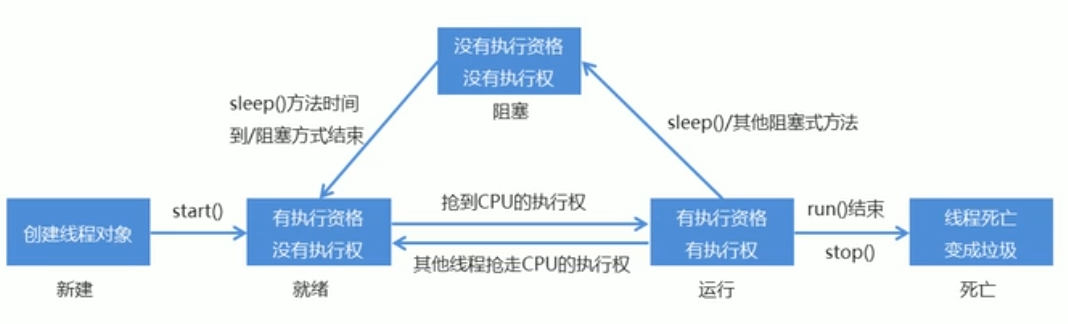 没有执行资格
没有执行权
阻塞
sleep()方法时间
到/阻塞方式结束
sleep()/其他阻塞式方法
创建线程对象
新建
start()
有执行资格
没有执行权
就绪
抢到CPU的执行权
其他线程抢走CPU的执行权
有执行资格
有执行权
运行
run()结束
stop()
线程死亡
变成垃圾
死亡